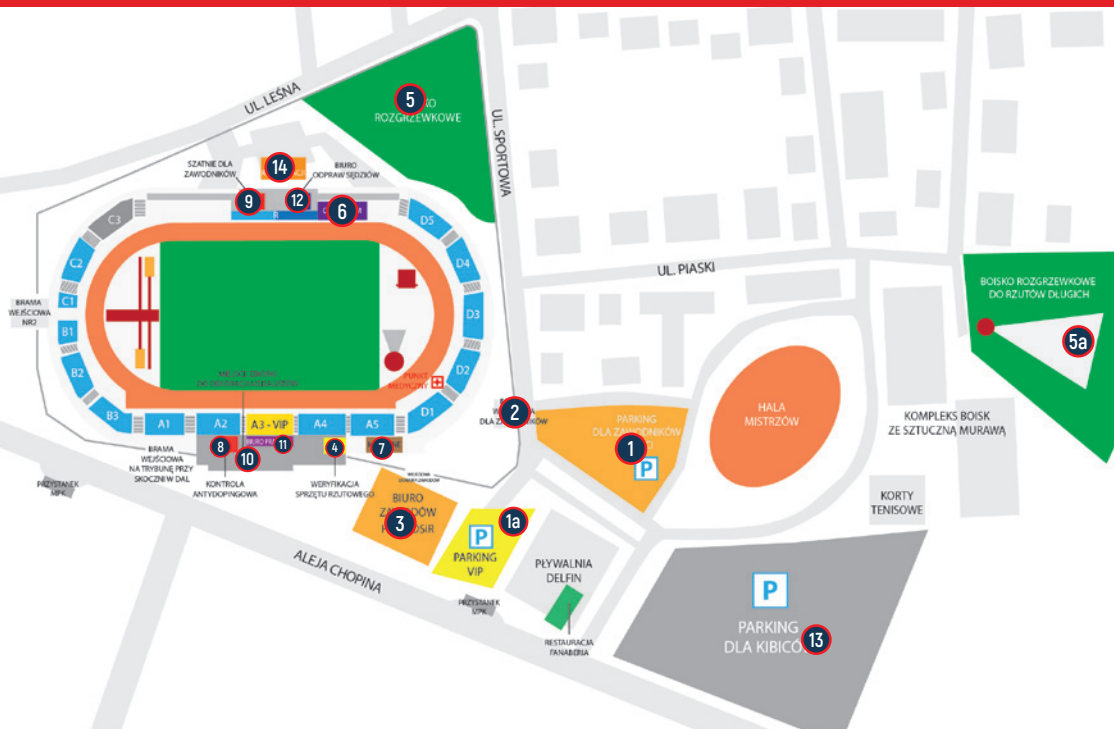 UL. LEŚNA
5
ROZGRZEWKOWE
UL. SPORTOWA
SZATNIE DLA
ZAWODNIKÓW
14
BIURO
ODPRAW SĘDZIÓW
9
12
6
C3
D5
C2
D4
C1
D3
B1
D2
B2
D1
B3
BRAMA
WEJŚCIOWA
NR2
PUNKT
MEDYCZNY
A1
A2
A3 - VIP
A4
A5
8
10
11
4
7
BRAMA
WEJŚCIOWA
NA TRYBUNĘ PRZY
SKOCZNI W DAL
KONTROLA
ANTYDOPINGOWA
WERYFIKACJA
SPRZĘTU RZUTOWEGO
PRZYSTANEK
MPK
2
UL. PIASKI
PARKING
DLA ZAWODNIKÓW
1
P
HALA
MISTRZÓW
BOISKO ROZGRZEWKOWE
DO RZUTÓW DŁUGICH
5a
KOMPLEKS BOISK
ZE SZTUCZNĄ MURAWĄ
KORTY
TENISOWE
BIURO
3
1a
P
PARKING
VIP
PŁYWALNIA
DELFIN
PRZYSTANEK
MPK
RESTAURACJA
FANABERIA
ALEJA CHOPINA
P
PARKING
DLA KIBICÓW
13